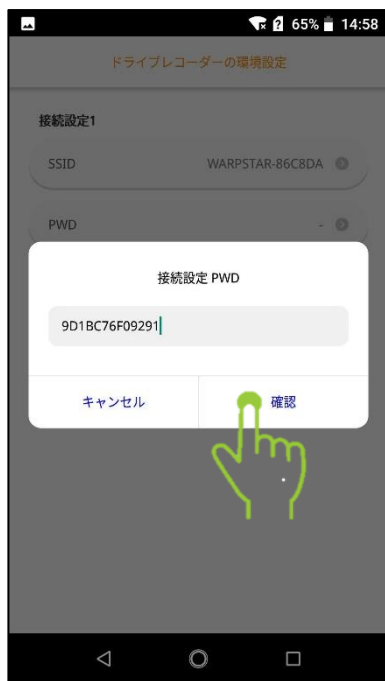 65% 14:58
ドライブレコーダーの環境設定
接続設定1
SSID WARPSTAR-86C8DA
PWD -
接続設定 PWD
9D1BC76F09291
キャンセル 確認